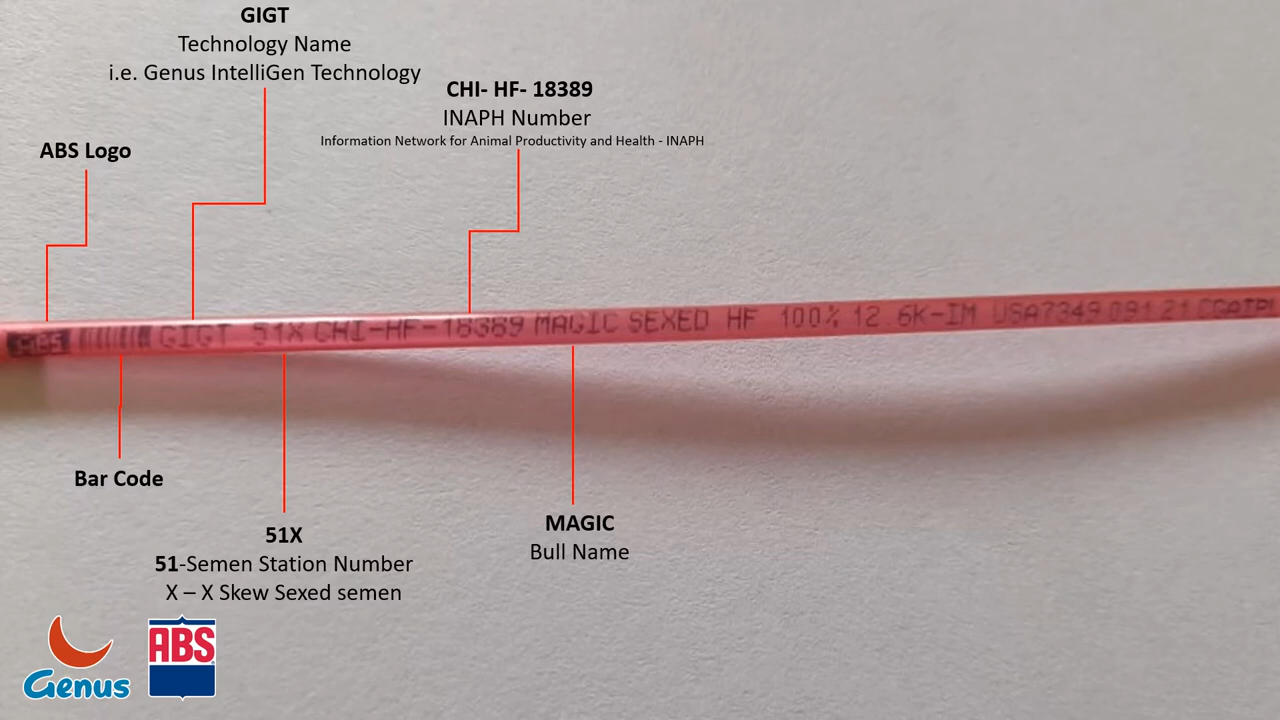 GIGT
Technology Name
i.e. Genus IntelliGen Technology
CHI- HF- 18389
INAPH Number
Information Network for Animal Productivity and Health - INAPH
ABS Logo
GIGT 51X CHI-HF-18389 MAGIC SEXED HF 100% 12.6K-IM USA7349 091 21
Bar Code
51X
51-Semen Station Number
X – X Skew Sexed semen
MAGIC
Bull Name
Genus
ABS